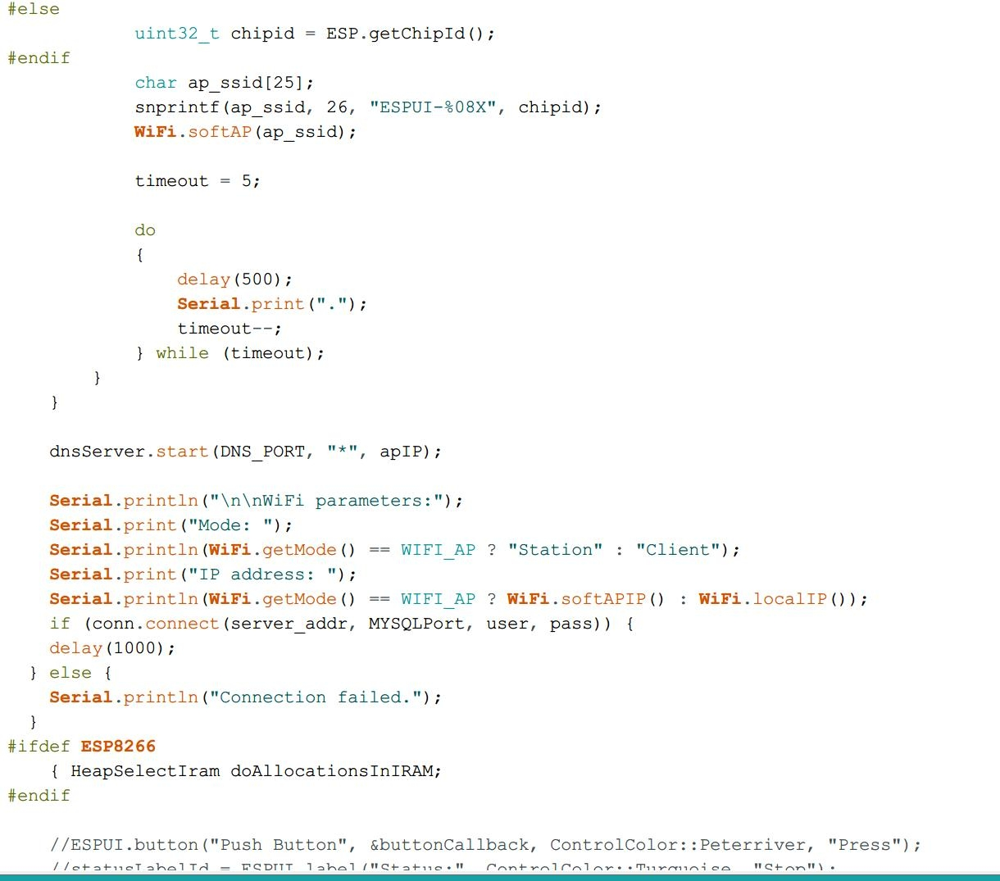 #else
            uint32_t chipid = ESP.getChipId();
#endif
            char ap_ssid[25];
            snprintf(ap_ssid, 26, "ESPUI-%08X", chipid);
            WiFi.softAP(ap_ssid);

            timeout = 5;

            do
            {
                delay(500);
                Serial.print(".");
                timeout--;
            } while (timeout);
        }
    }

    dnsServer.start(DNS_PORT, "*", apIP);

    Serial.println("\n\nWiFi parameters:");
    Serial.print("Mode: ");
    Serial.println(WiFi.getMode() == WIFI_AP ? "Station" : "Client");
    Serial.print("IP address: ");
    Serial.println(WiFi.getMode() == WIFI_AP ? WiFi.softAPIP() : WiFi.localIP());
    if (conn.connect(server_addr, MYSQLPort, user, pass)) {
    delay(1000);
  } else {
    Serial.println("Connection failed.");
  }
#ifdef ESP8266
    { HeapSelectIram doAllocationsInIRAM;
#endif

    //ESPUI.button("Push Button", &buttonCallback, ControlColor::Peterriver, "Press");
    //statusLabelId = ESPUI.label("Status:", ControlColor::Turquoise, "Stop");